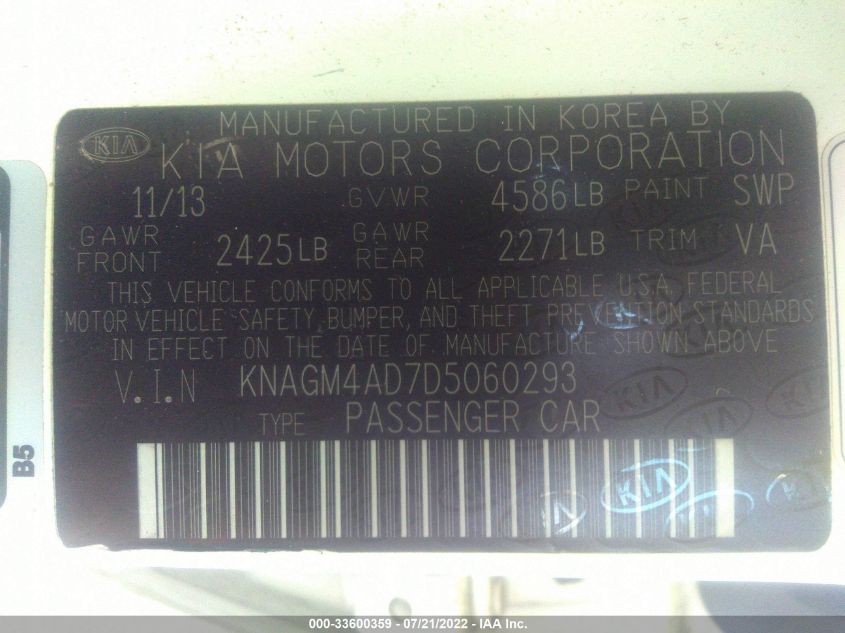 MANUFACTURED IN KOREA BY
KIA KIA MOTORS CORPORATION
11/13 GVWR 4586LB PAINT SWP
GAWR FRONT 2425LB GAWR REAR 2271LB TRIM VA
THIS VEHICLE CONFORMS TO ALL APPLICABLE U.S.A. FEDERAL
MOTOR VEHICLE SAFETY, BUMPER, AND THEFT PREVENTION STANDARDS
IN EFFECT ON THE DATE OF MANUFACTURE SHOWN ABOVE
V.I.N KNAGM4AD7D5060293
TYPE PASSENGER CAR
KIA
B5
000-33600359 - 07/21/2022 - IAA Inc.